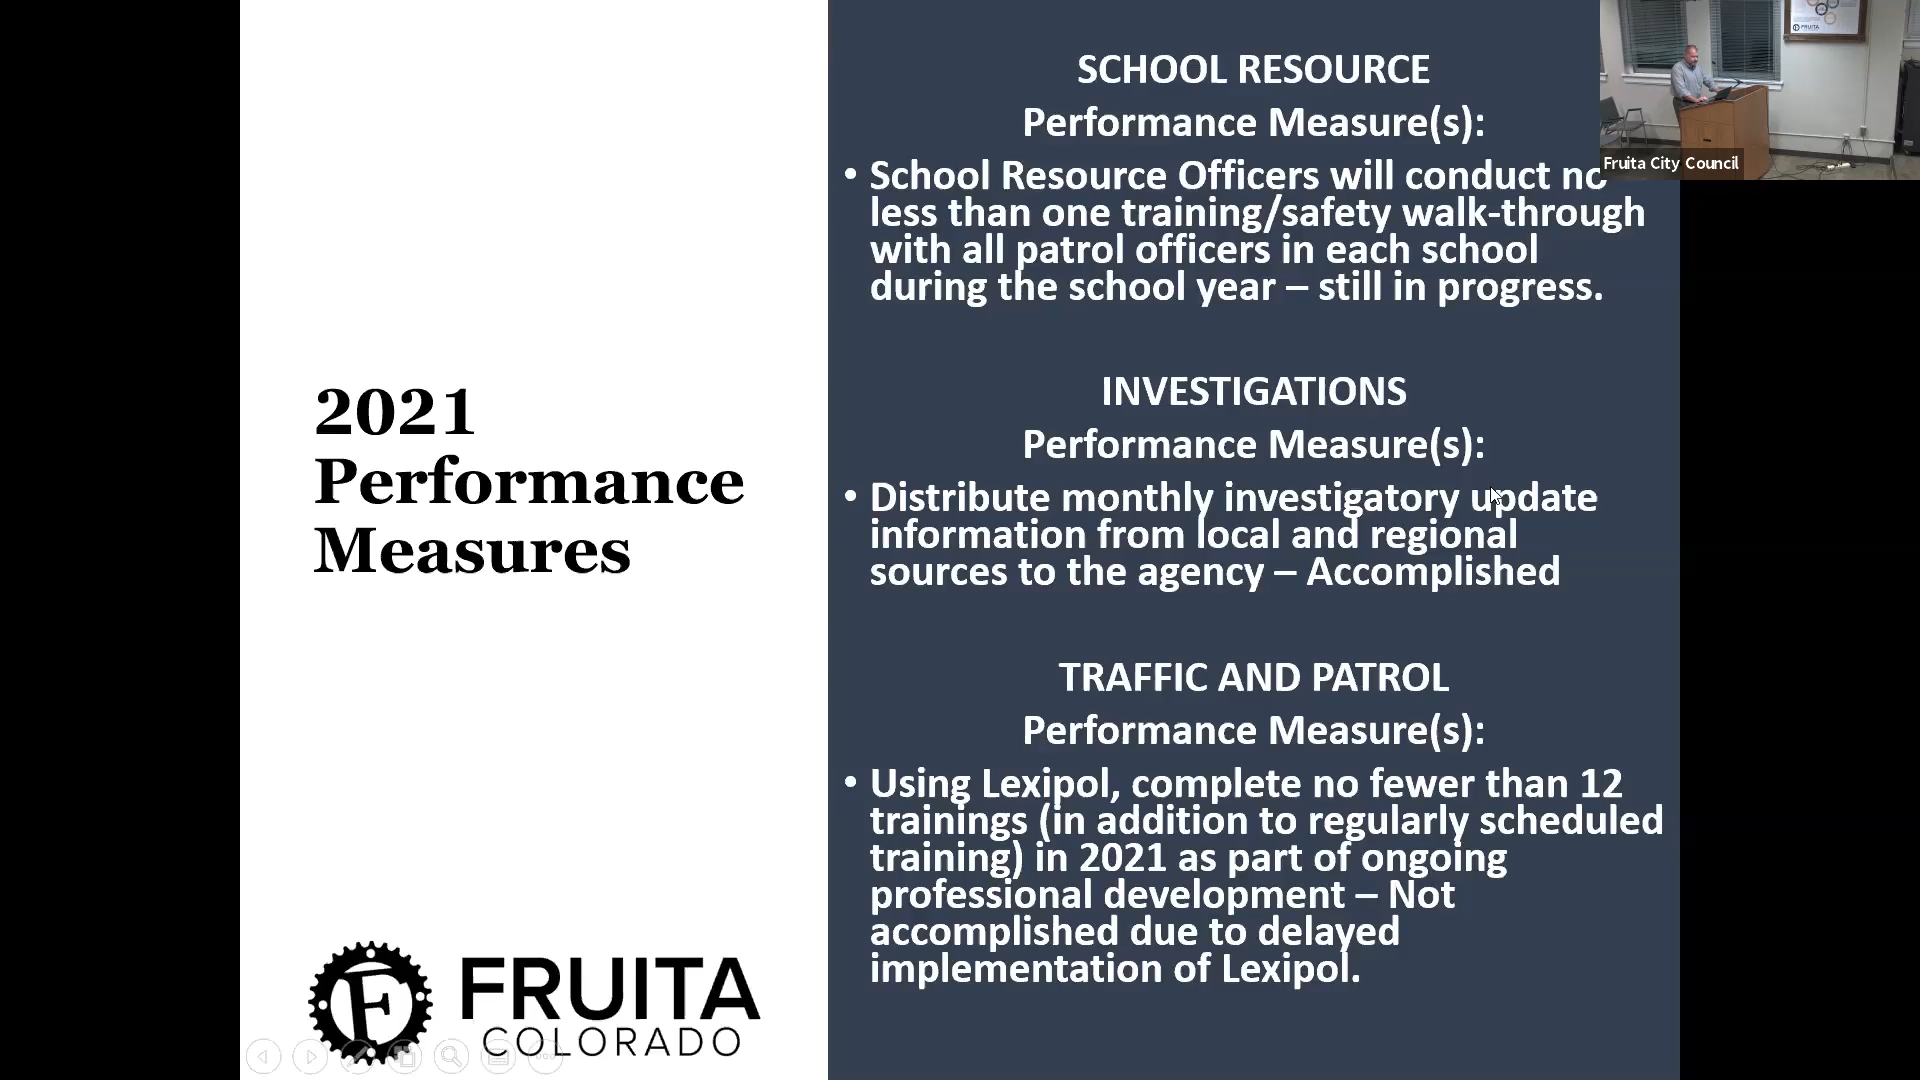 2021
Performance
Measures
FRUITA
COLORADO
SCHOOL RESOURCE
Performance Measure(s):
• School Resource Officers will conduct no
less than one training/safety walk-through
with all patrol officers in each school
during the school year – still in progress.
INVESTIGATIONS
Performance Measure(s):
• Distribute monthly investigatory update
information from local and regional
sources to the agency – Accomplished
TRAFFIC AND PATROL
Performance Measure(s):
• Using Lexipol, complete no fewer than 12
trainings (in addition to regularly scheduled
training) in 2021 as part of ongoing
professional development – Not
accomplished due to delayed
implementation of Lexipol.
FRUITA
Fruita City Council